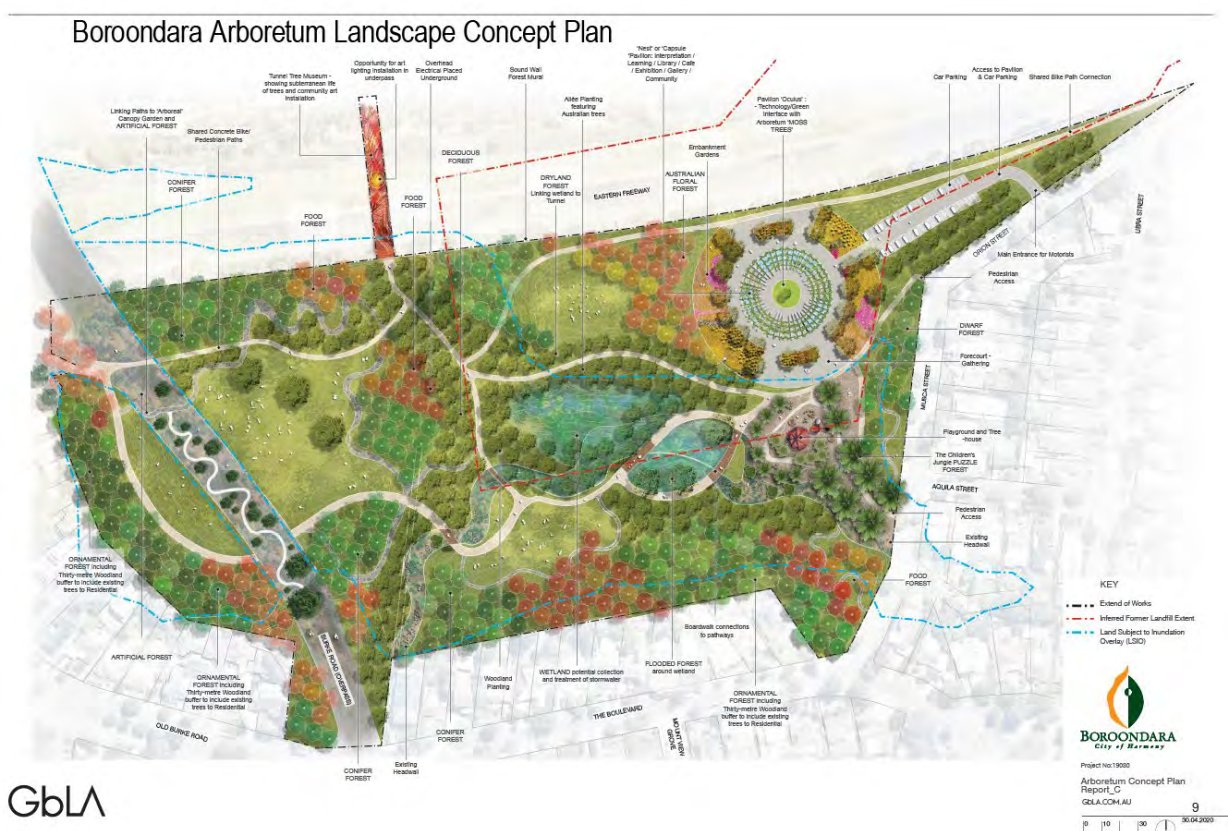 Boroondara Arboretum Landscape Concept Plan
Linking Paths to 'Arboreal'
Canopy Garden and
ARTIFICIAL FOREST
Shared Concrete Bike/
Pedestrian Paths
CONIFER
FOREST
Tunnel Tree Museum -
showing subterranean life
of trees and community art
installation
Opportunity for art
lighting installation in
underpass
Overhead
Electrical Placed
Underground
Sound Wall
Forest Mural
'Nest' or 'Capsule
'Pavilion: Interpretation /
Learning / Library / Cafe
/ Exhibition / Gallery /
Community
Allée Planting
featuring
Australian trees
Pavilion 'Oculus' :
- Technology/Green
Interface with
Arboretum 'MOSS
TREES'
Car Parking
Access to Pavilion
& Car Parking
Shared Bike Path Connection
DECIDUOUS
FOREST
FOOD
FOREST
FOOD
FOREST
DRYLAND
FOREST
Linking wetland to
Tunnel
EASTERN FREEWAY
AUSTRALIAN
FLORAL
FOREST
Embankment
Gardens
UBRA STREET
ORION STREET
Main Entrance for Motorists
Pedestrian
Access
DWARF
FOREST
Forecourt -
Gathering
MURCA STREET
Playground and Tree
-house
The Children's
Jungle PUZZLE
FOREST
AQUILA STREET
Pedestrian
Access
Existing
Headwall
FOOD
FOREST
ORNAMENTAL
FOREST including
Thirty-metre Woodland
buffer to include existing
trees to Residential
ARTIFICIAL FOREST
ORNAMENTAL
FOREST including
Thirty-metre Woodland
buffer to include existing
trees to Residential
OLD BURKE ROAD
BURKE ROAD (OVERPASS)
CONIFER
FOREST
Existing
Headwall
CONIFER
FOREST
Woodland
Planting
WETLAND potential collection
and treatment of stormwater
THE BOULEVARD
FLOODED FOREST
around wetland
MOUNT VIEW
GROVE
Boardwalk connections
to pathways
ORNAMENTAL
FOREST including
Thirty-metre Woodland
buffer to include existing
trees to Residential
KEY
Extend of Works
Inferred Former Landfill Extent
Land Subject to Inundation
Overlay (LSIO)
BOROONDARA
City of Harmony
Project No:19030
Arboretum Concept Plan
Report_C
GbLA.COM.AU
9
30.04.2020
0 10 30
GbLA